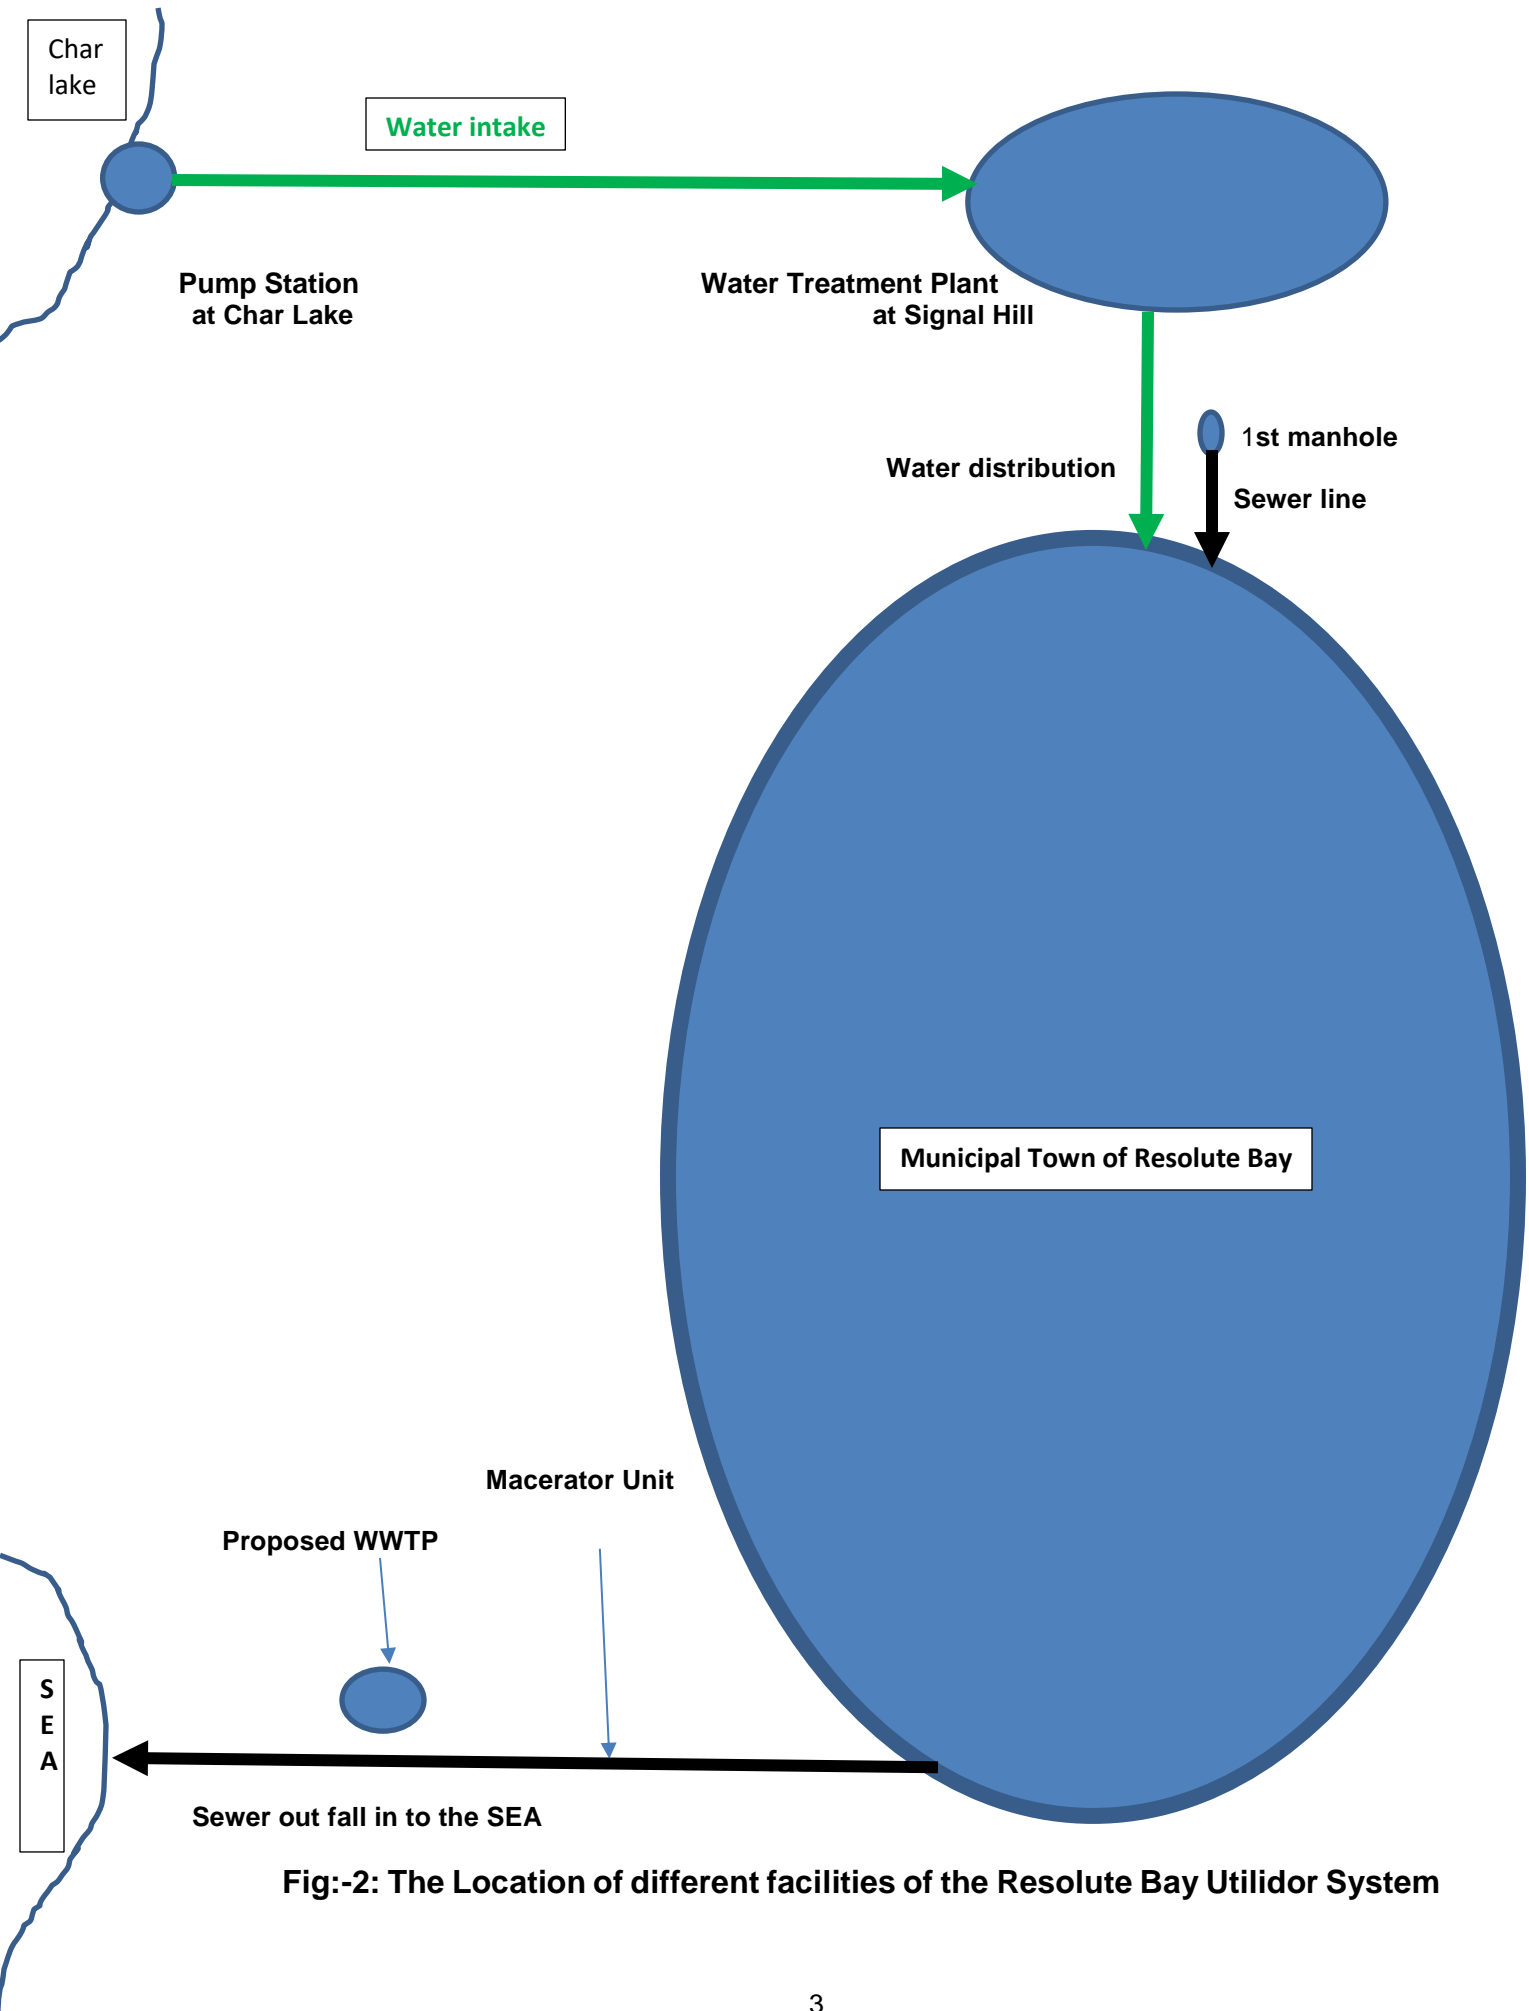 Char
lake
Water intake
Pump Station
at Char Lake
Water Treatment Plant
at Signal Hill
1st manhole
Water distribution
Sewer line
Municipal Town of Resolute Bay
Macerator Unit
Proposed WWTP
S
E
A
Sewer out fall in to the SEA
Fig:-2: The Location of different facilities of the Resolute Bay Utilidor System
3